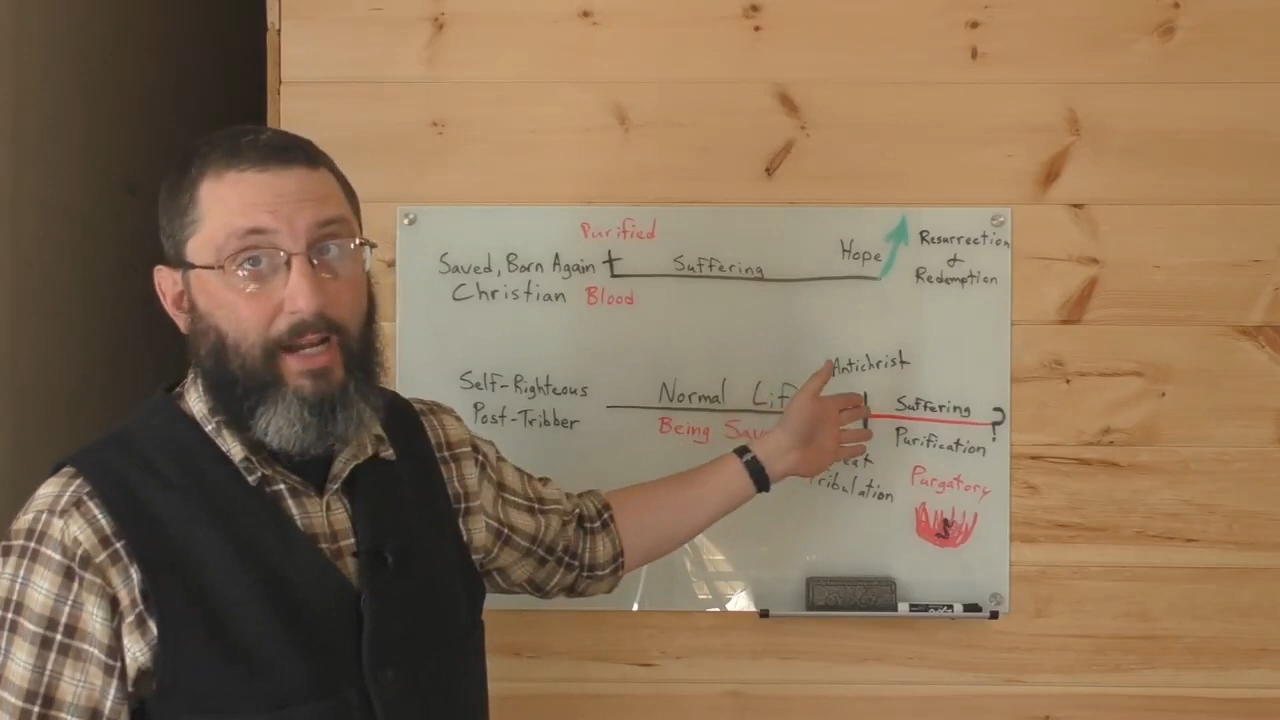 Purified
Saved, Born Again
Christian
Blood
Suffering
Hope
Resurrection
&
Redemption
Self-Righteous
Post-Tribber
Normal
Being
Antichrist
Suffering
?
Purification
Purgatory